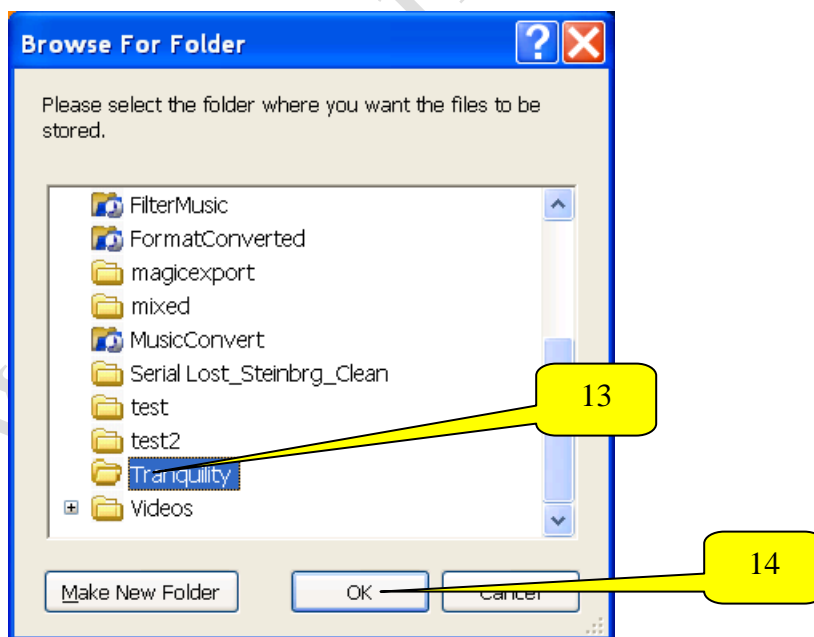 Browse For Folder
Please select the folder where you want the files to be
stored.
FilterMusic
FormatConverted
magicexport
mixed
MusicConvert
Serial Lost_Steinbrg_Clean
test
13
test2
Tranquility
Videos
14
Make New Folder
OK
Cancel